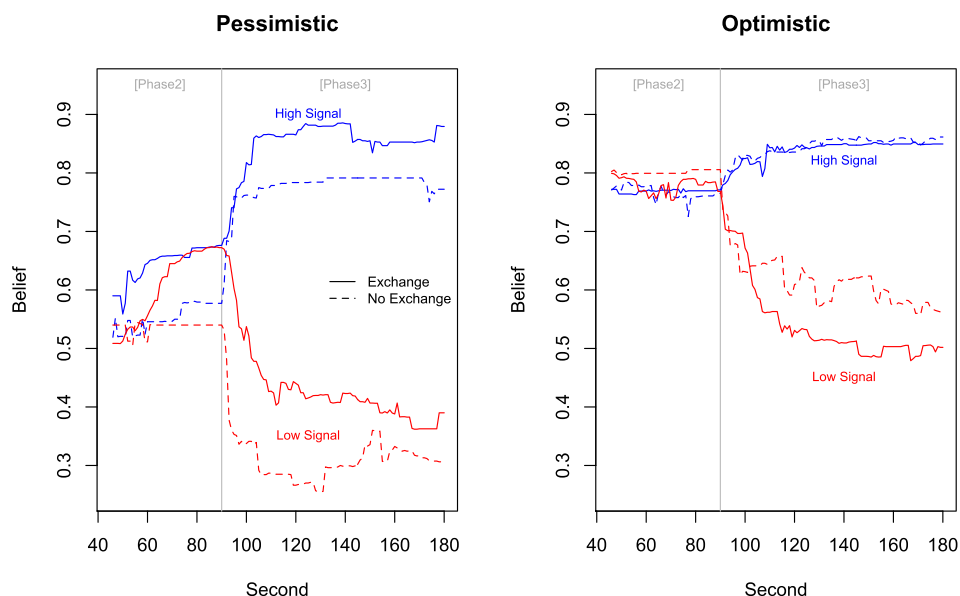 Pessimistic
[Phase2]
[Phase3]
High Signal
Exchange
No Exchange
Low Signal
0.3
0.4
0.5
0.6
0.7
0.8
0.9
Belief
40
60
80
100
120
140
160
180
Second
Optimistic
[Phase2]
[Phase3]
High Signal
Low Signal
0.3
0.4
0.5
0.6
0.7
0.8
0.9
Belief
40
60
80
100
120
140
160
180
Second